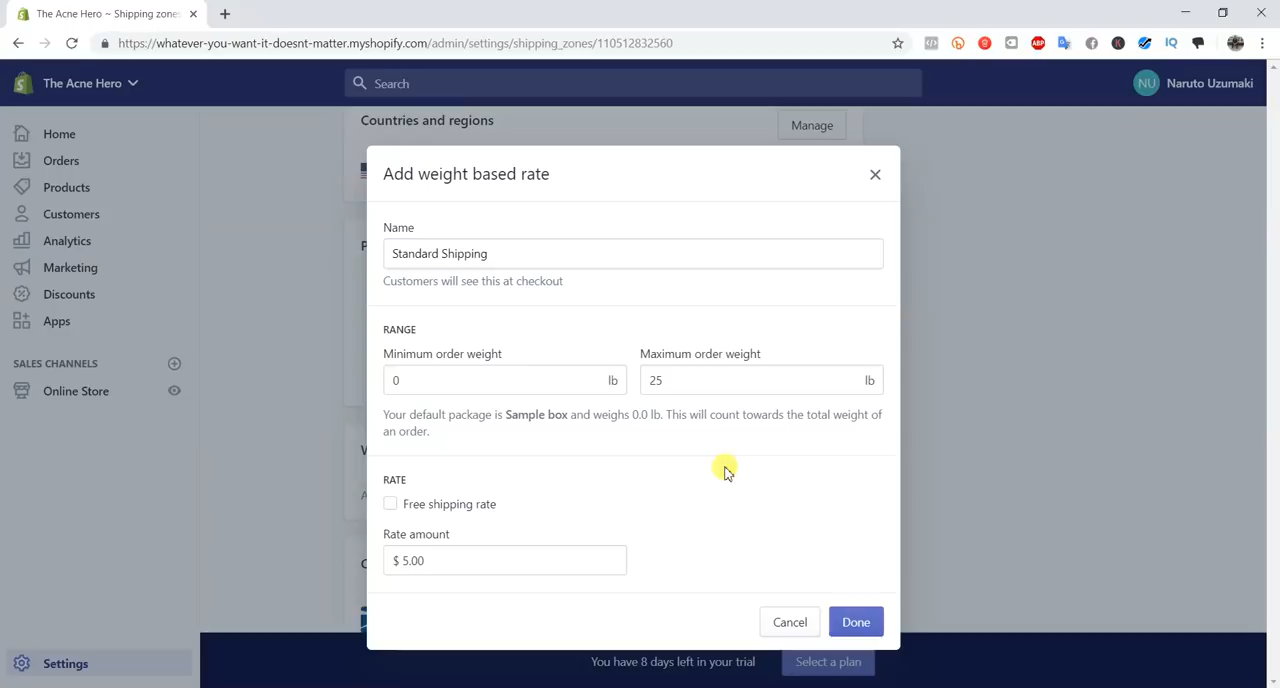 The Acne Hero ~ Shipping zones
https://whatever-you-want-it-doesnt-matter.myshopify.com/admin/settings/shipping_zones/110512832560
ABP
IQ
The Acne Hero
Search
NU
Naruto Uzumaki
Home
Orders
Products
Customers
Analytics
Marketing
Discounts
Apps
SALES CHANNELS
Online Store
Settings
Countries and regions
Manage
Add weight based rate
Name
Standard Shipping
Customers will see this at checkout
RANGE
Minimum order weight
Maximum order weight
0 lb
25 lb
Your default package is Sample box and weighs 0.0 lb. This will count towards the total weight of
an order.
RATE
Free shipping rate
Rate amount
$ 5.00
Cancel
Done
You have 8 days left in your trial
Select a plan